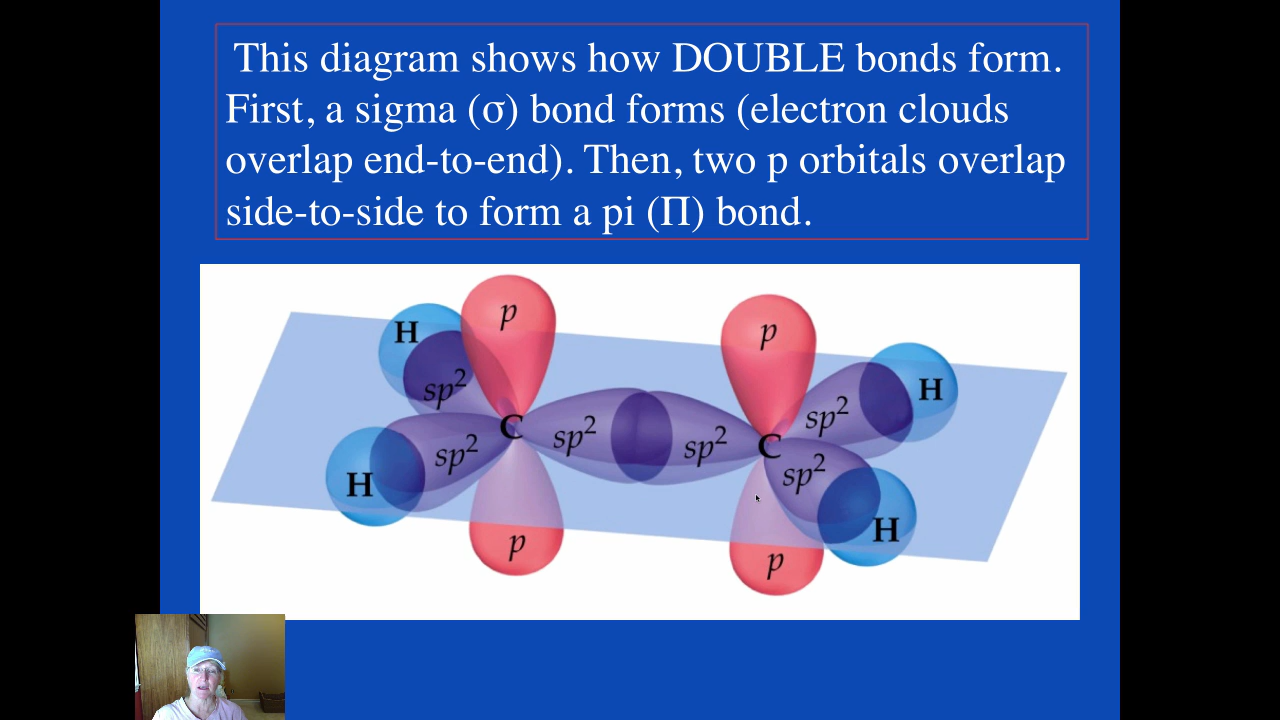 This diagram shows how DOUBLE bonds form.
First, a sigma (σ) bond forms (electron clouds
overlap end-to-end). Then, two p orbitals overlap
side-to-side to form a pi (Π) bond.
p
p
H
H
sp²
sp²
C
sp²
sp²
C
sp²
sp²
H
H
p
p